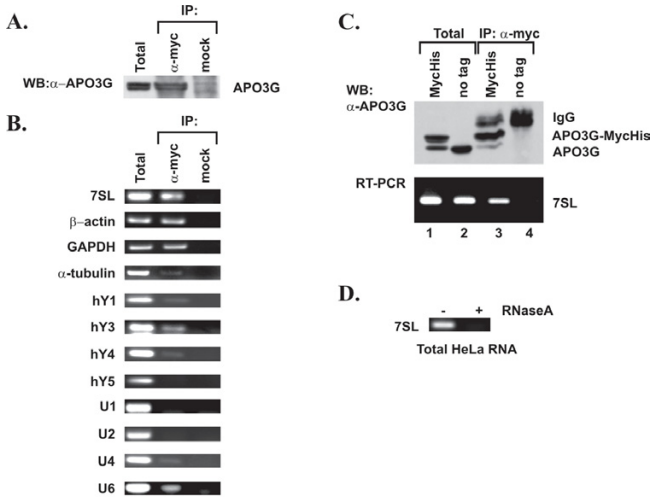 A.
IP:
Total
α-myc
mock
WB:α–APO3G
APO3G
B.
IP:
Total
α-myc
mock
7SL
β–actin
GAPDH
α-tubulin
hY1
hY3
hY4
hY5
U1
U2
U4
U6
C.
Total IP: α-myc
MycHis
no tag
MycHis
no tag
WB:
α-APO3G
IgG
APO3G-MycHis
APO3G
RT-PCR
7SL
1 2 3 4
D.
- + RNaseA
7SL
Total HeLa RNA